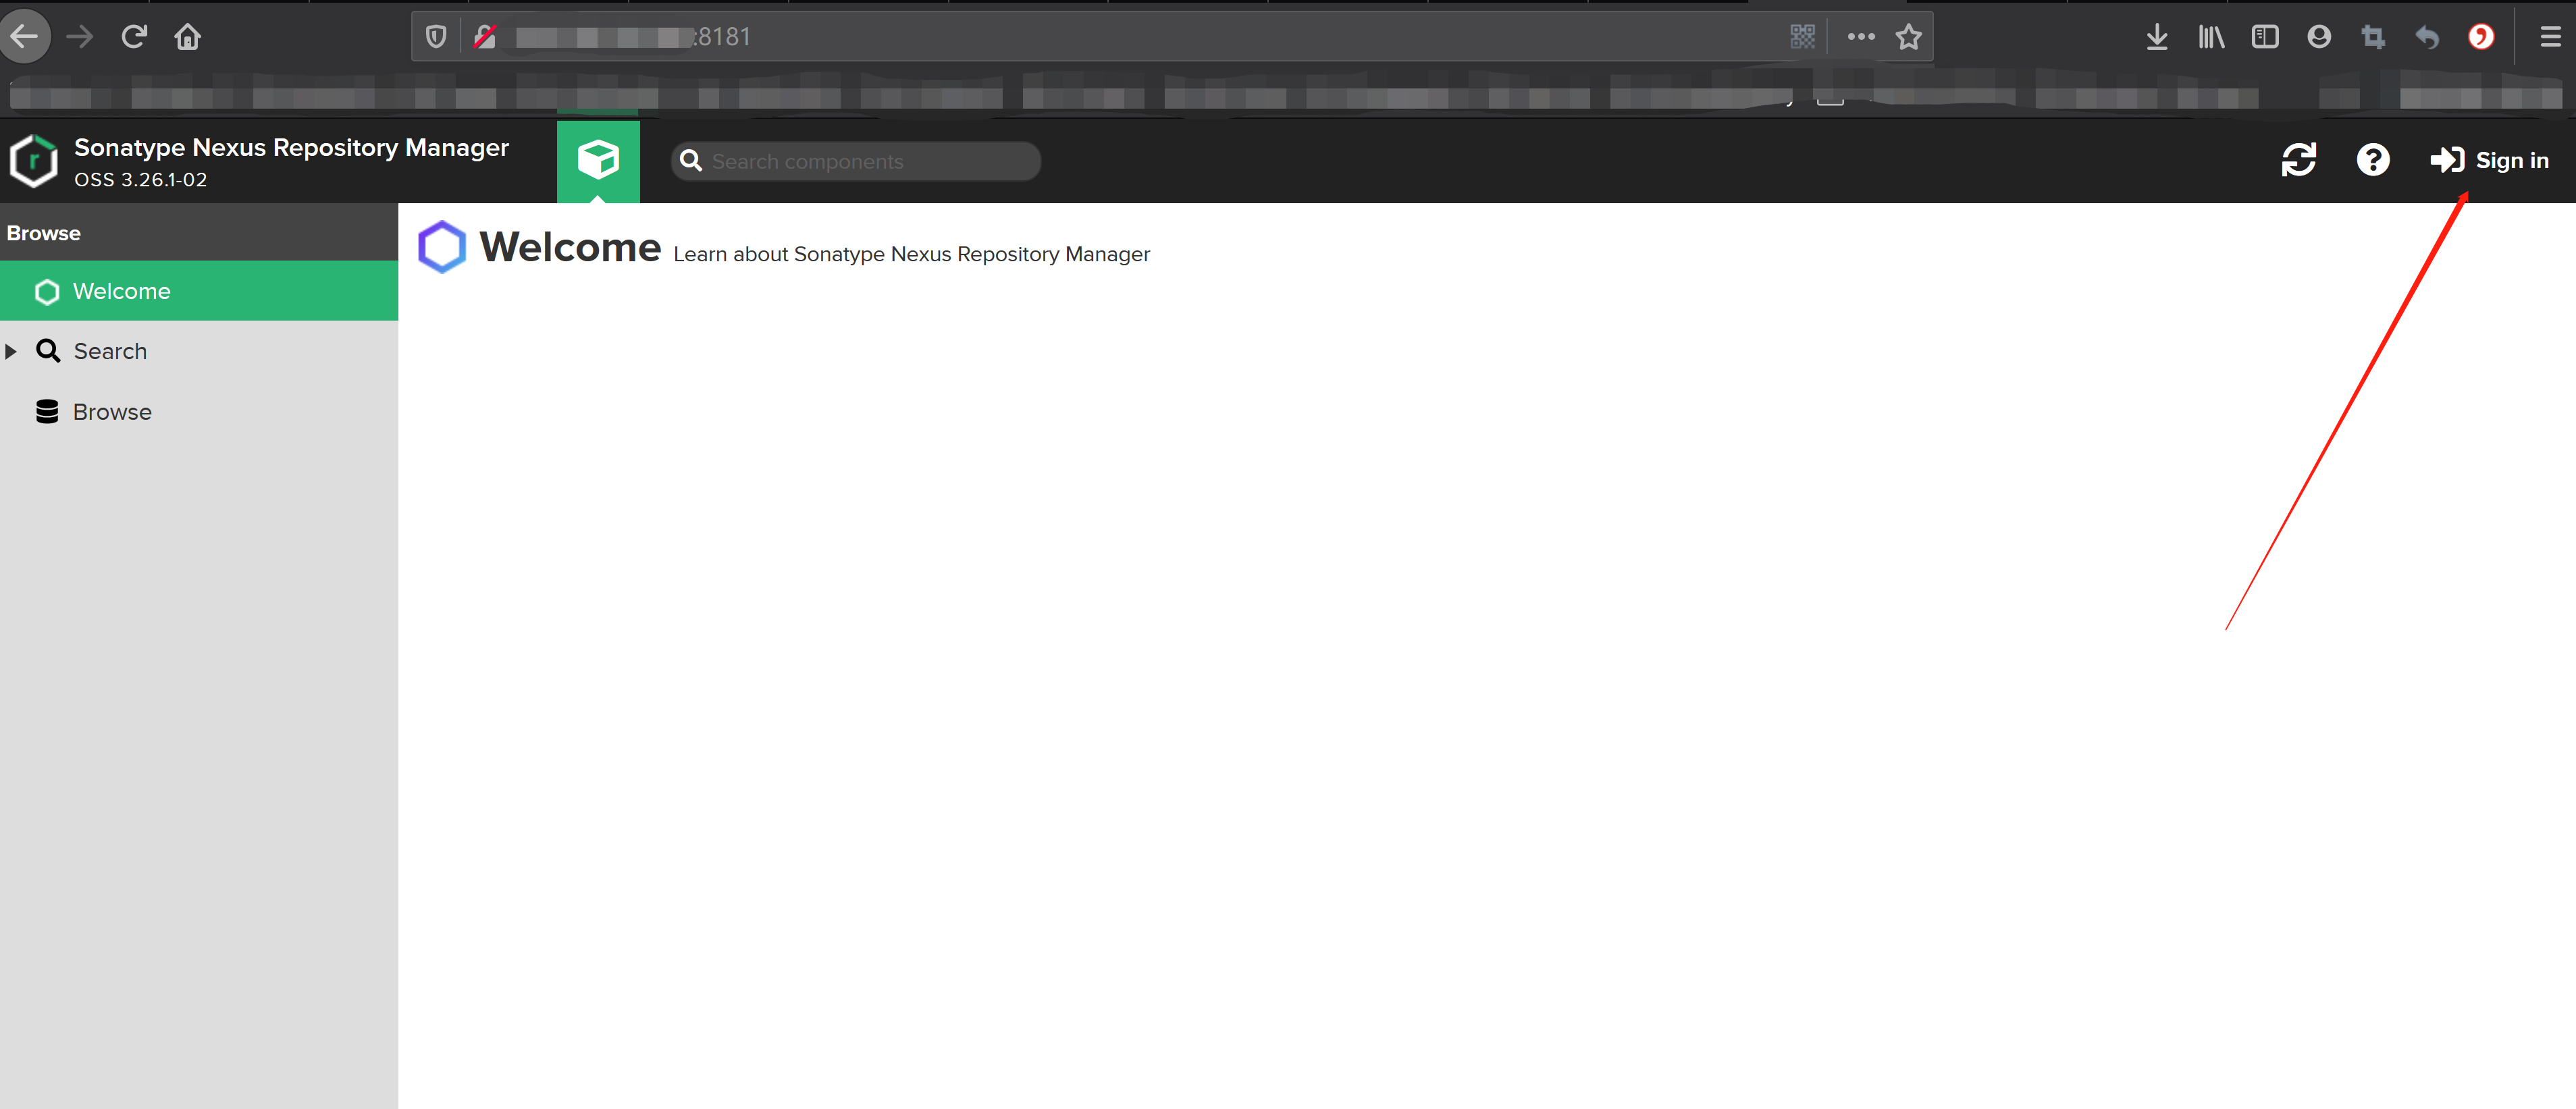 :8181
Sonatype Nexus Repository Manager
OSS 3.26.1-02
Search components
Sign in
Browse
Welcome
Search
Browse
Welcome Learn about Sonatype Nexus Repository Manager